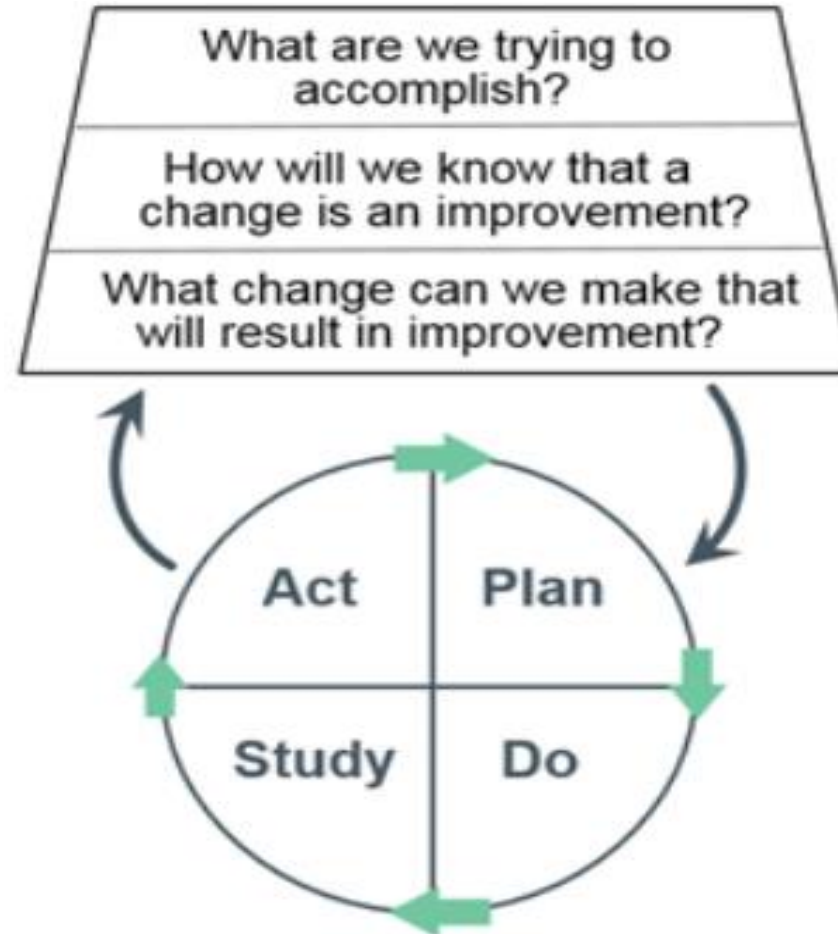 What are we trying to
accomplish?
How will we know that a
change is an improvement?
What change can we make that
will result in improvement?
Act
Plan
Study
Do